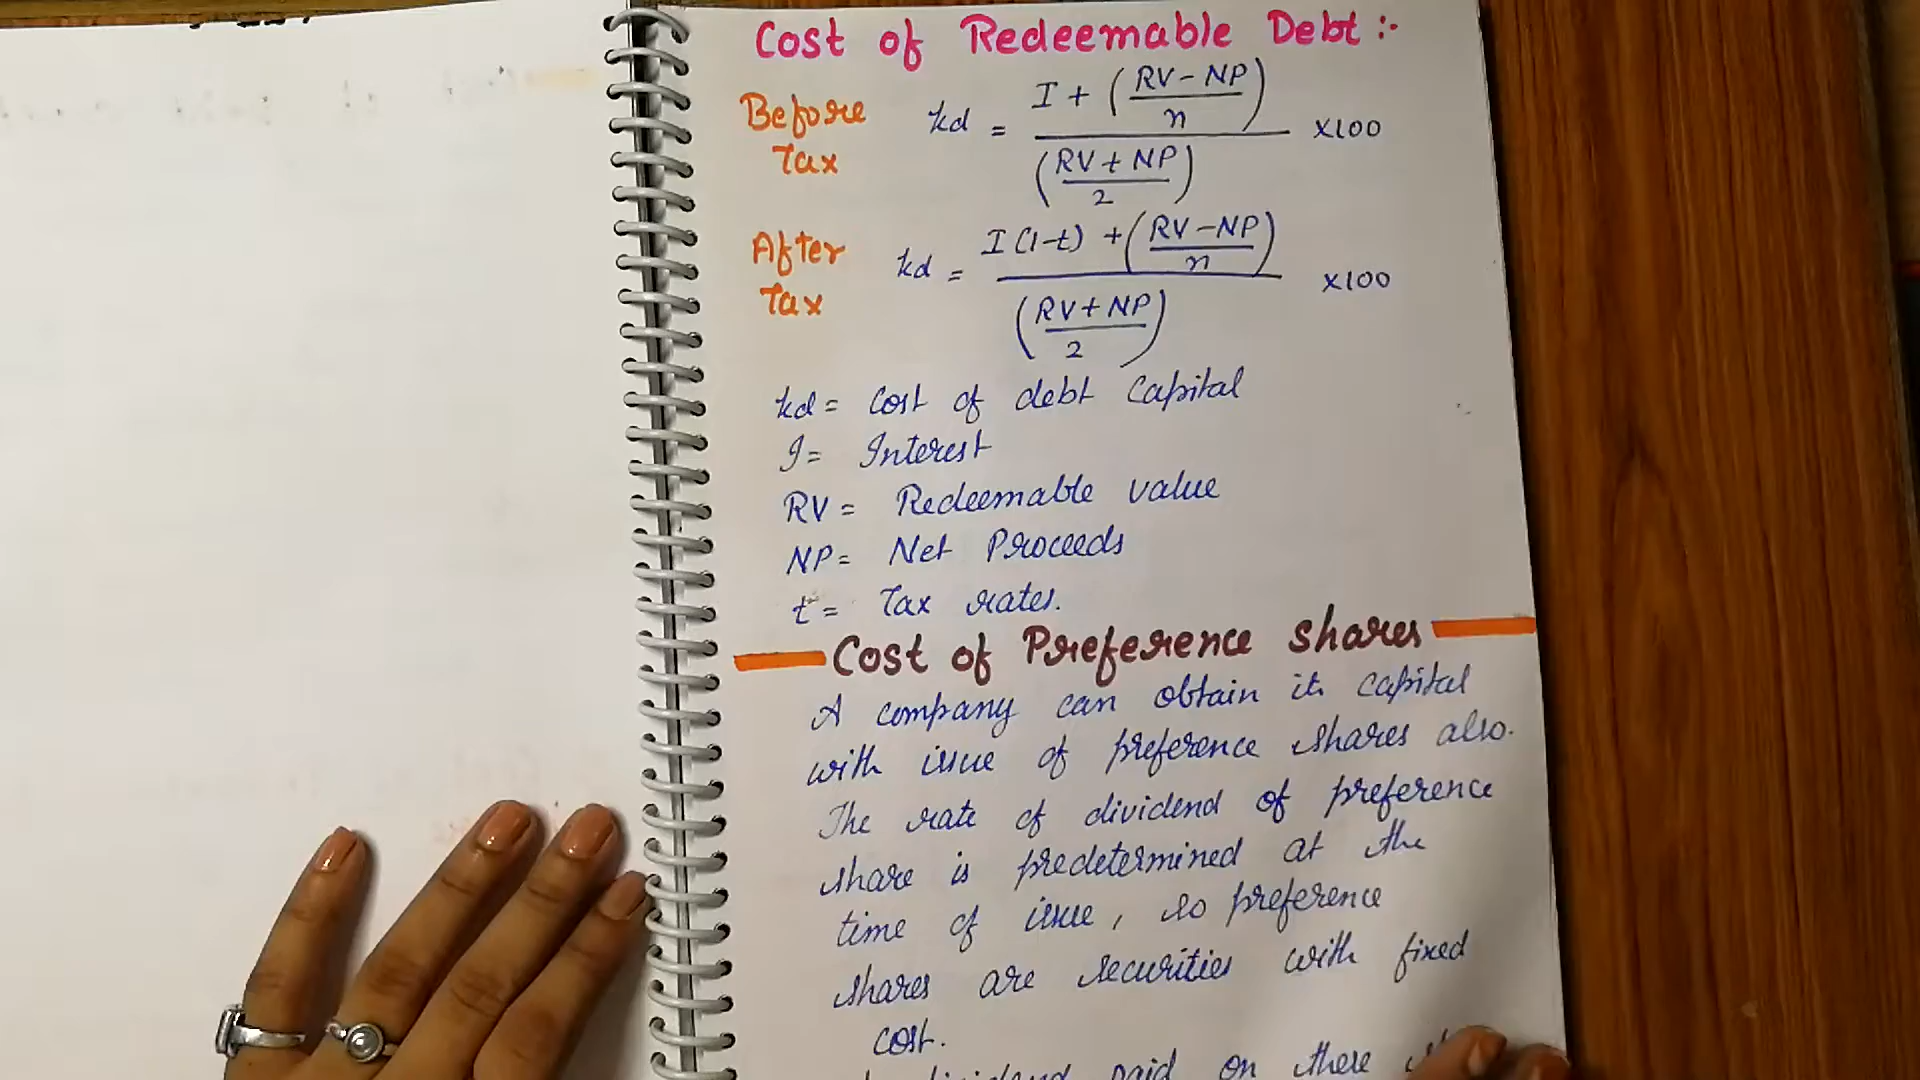 Cost of Redeemable Debt :-
Before Tax kd = I + (RV - NP / n) / (RV + NP / 2) x100
After Tax kd = I (1-t) + (RV - NP / n) / (RV + NP / 2) x100
kd = Cost of debt capital
I = Interest
RV = Redeemable value
NP = Net Proceeds
t = Tax rates.
Cost of Preference shares
A company can obtain its capital
with issue of preference shares also.
The rate of dividend of preference
share is predetermined at the
time of issue, so preference
shares are securities with fixed
cost.
dividend paid on these